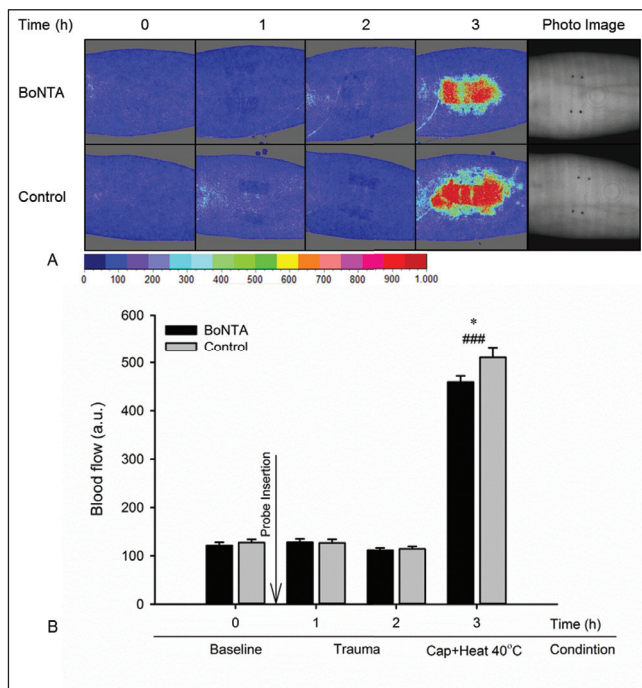 Time (h) 0 1 2 3 Photo Image
BoNTA
Control
A
0 100 200 300 400 500 600 700 800 900 1.000
600
500
400
300
200
100
0
Blood flow (a.u.)
BoNTA
Control
Probe Insertion
*
###
0 1 2 3 Time (h)
B
Baseline Trauma Cap+Heat 40°C Condintion